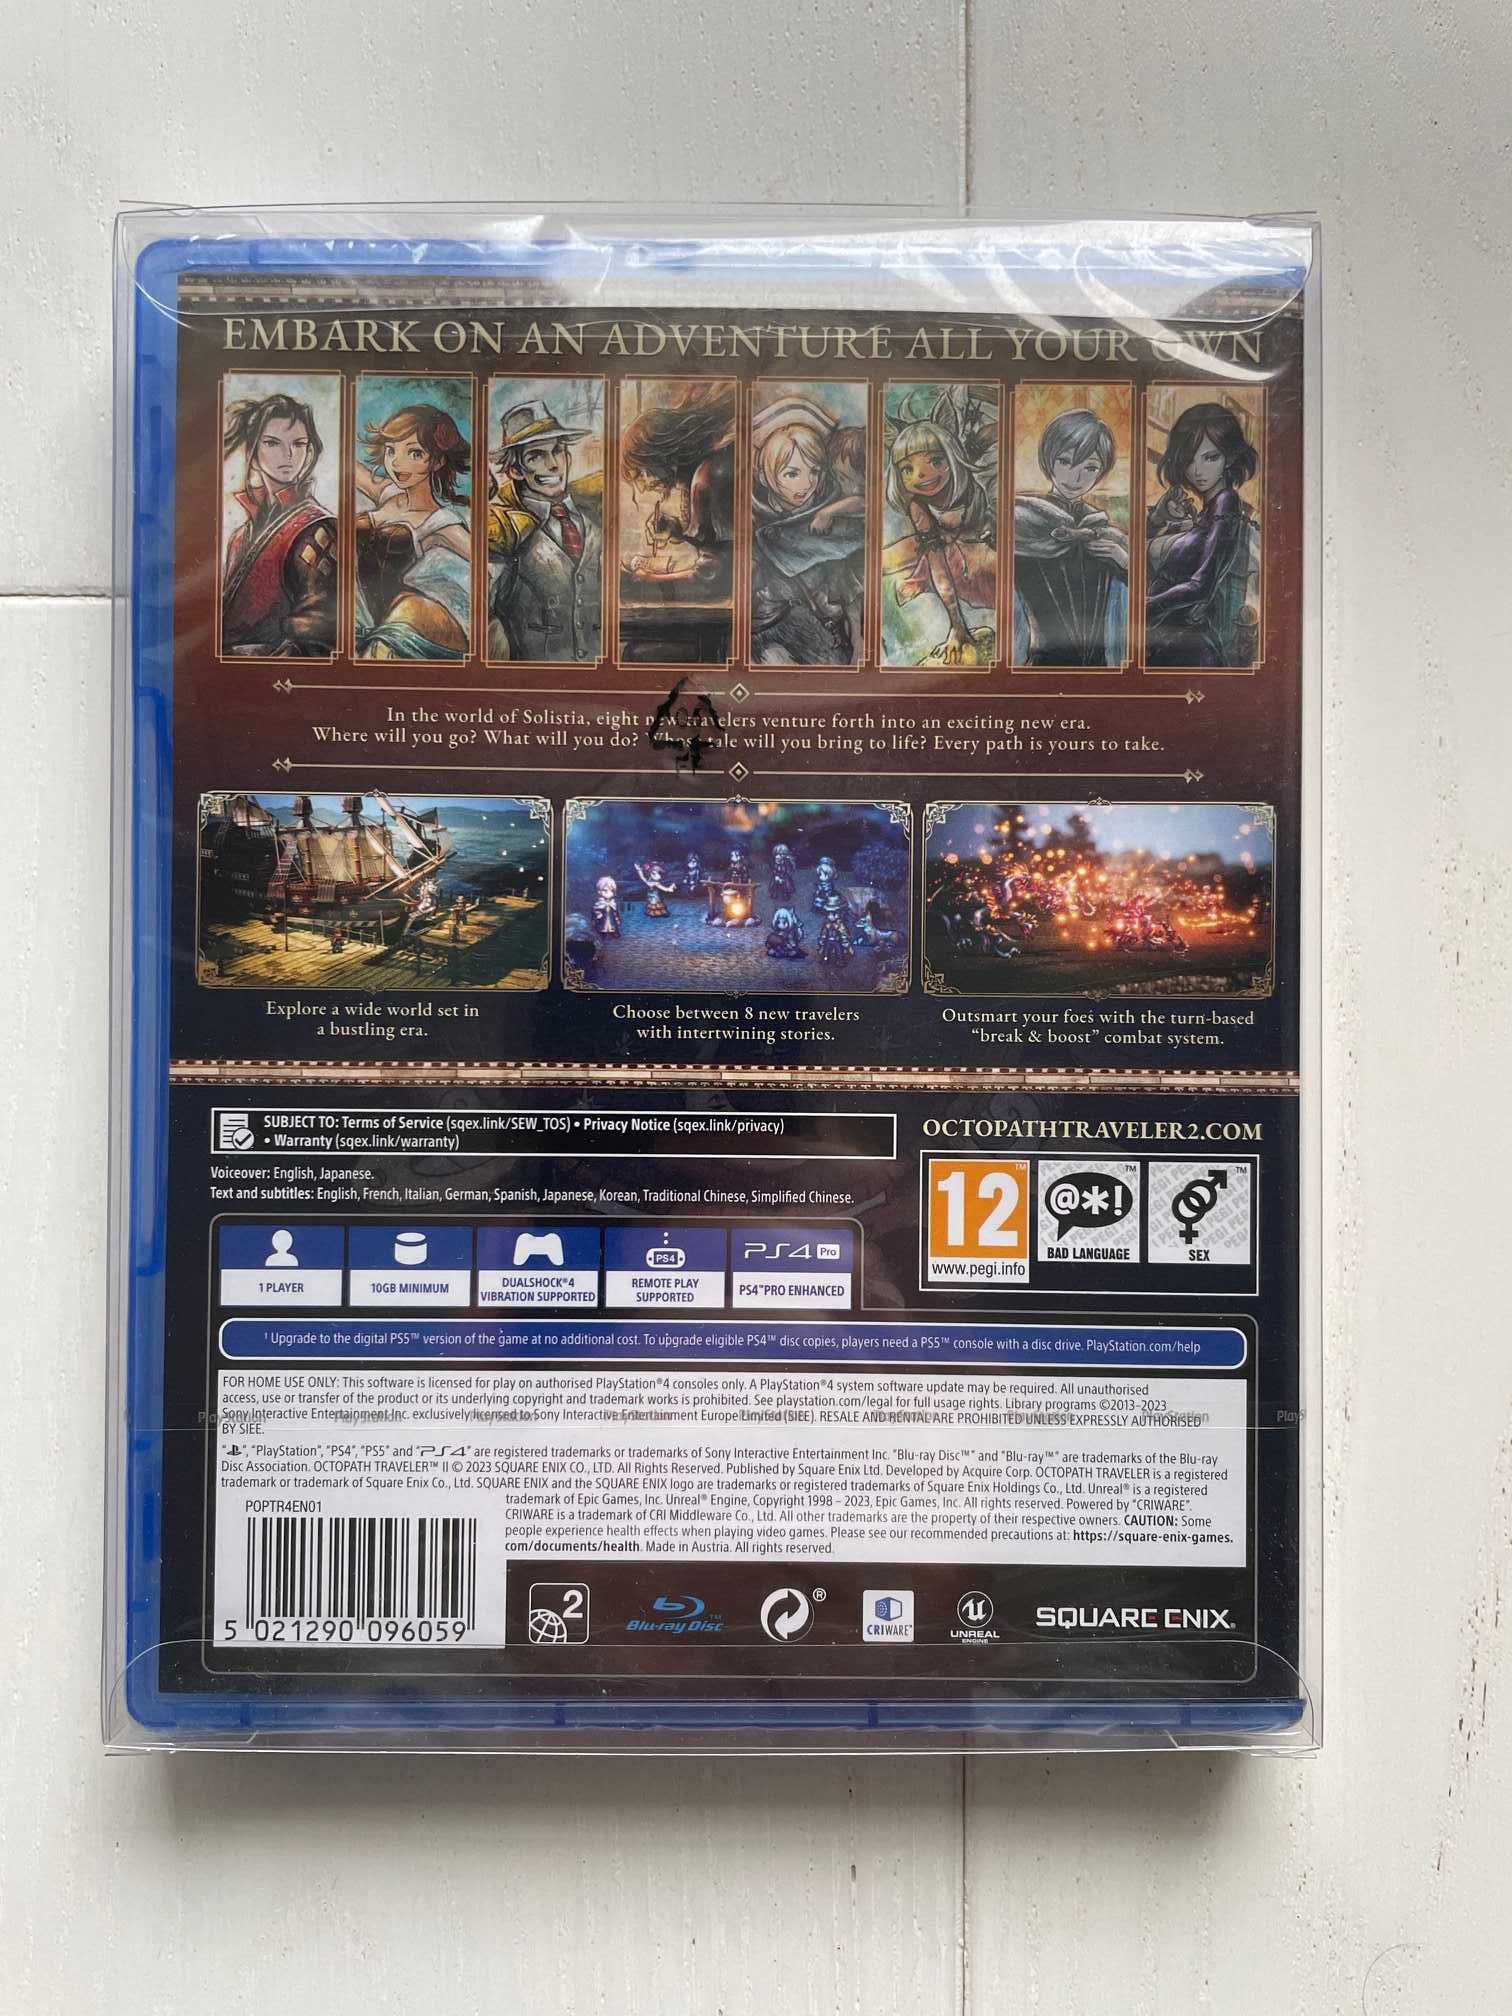 EMBARK ON AN ADVENTURE ALL YOUR OWN
In the world of Solistia, eight new travelers venture forth into an exciting new era.
Where will you go? What will you do? Whose tale will you bring to life? Every path is yours to take.
Explore a wide world set in
a bustling era.
Choose between 8 new travelers
with intertwining stories.
Outsmart your foes with the turn-based
"break & boost" combat system.
SUBJECT TO: Terms of Service (sqex.link/SEW_TOS) • Privacy Notice (sqex.link/privacy)
• Warranty (sqex.link/warranty)
OCTOPATHTRAVELER2.COM
Voiceover: English, Japanese.
Text and subtitles: English, French, Italian, German, Spanish, Japanese, Korean, Traditional Chinese, Simplified Chinese.
12™
www.pegi.info
@*!™
BAD LANGUAGE
™
SEX
1 PLAYER
10GB MINIMUM
DUALSHOCK®4
VIBRATION SUPPORTED
PS4
REMOTE PLAY
SUPPORTED
PS4 Pro
PS4™PRO ENHANCED
¹ Upgrade to the digital PS5™ version of the game at no additional cost. To upgrade eligible PS4™ disc copies, players need a PS5™ console with a disc drive. PlayStation.com/help
FOR HOME USE ONLY: This software is licensed for play on authorised PlayStation®4 consoles only. A PlayStation®4 system software update may be required. All unauthorised
access, use or transfer of the product or its underlying copyright and trademark works is prohibited. See playstation.com/legal for full usage rights. Library programs ©2013-2023
Sony Interactive Entertainment Inc. exclusively licensed to Sony Interactive Entertainment Europe Limited (SIEE). RESALE AND RENTAL ARE PROHIBITED UNLESS EXPRESSLY AUTHORISED
BY SIEE.
"PS", "PlayStation", "PS4", "PS5" and "PS4" are registered trademarks or trademarks of Sony Interactive Entertainment Inc. "Blu-ray Disc™" and "Blu-ray™" are trademarks of the Blu-ray
Disc Association. OCTOPATH TRAVELER™ II © 2023 SQUARE ENIX CO., LTD. All Rights Reserved. Published by Square Enix Ltd. Developed by Acquire Corp. OCTOPATH TRAVELER is a registered
trademark or trademark of Square Enix Co., Ltd. SQUARE ENIX and the SQUARE ENIX logo are trademarks or registered trademarks of Square Enix Holdings Co., Ltd. Unreal® is a registered
trademark of Epic Games, Inc. Unreal® Engine, Copyright 1998 – 2023, Epic Games, Inc. All rights reserved. Powered by "CRIWARE".
CRIWARE is a trademark of CRI Middleware Co., Ltd. All other trademarks are the property of their respective owners. CAUTION: Some
people experience health effects when playing video games. Please see our recommended precautions at: https://square-enix-games.
com/documents/health. Made in Austria. All rights reserved.
POPTR4EN01
5 021290 096059
2
Blu-ray Disc™
®
CRIWARE™
UNREAL
ENGINE
SQUARE ENIX®